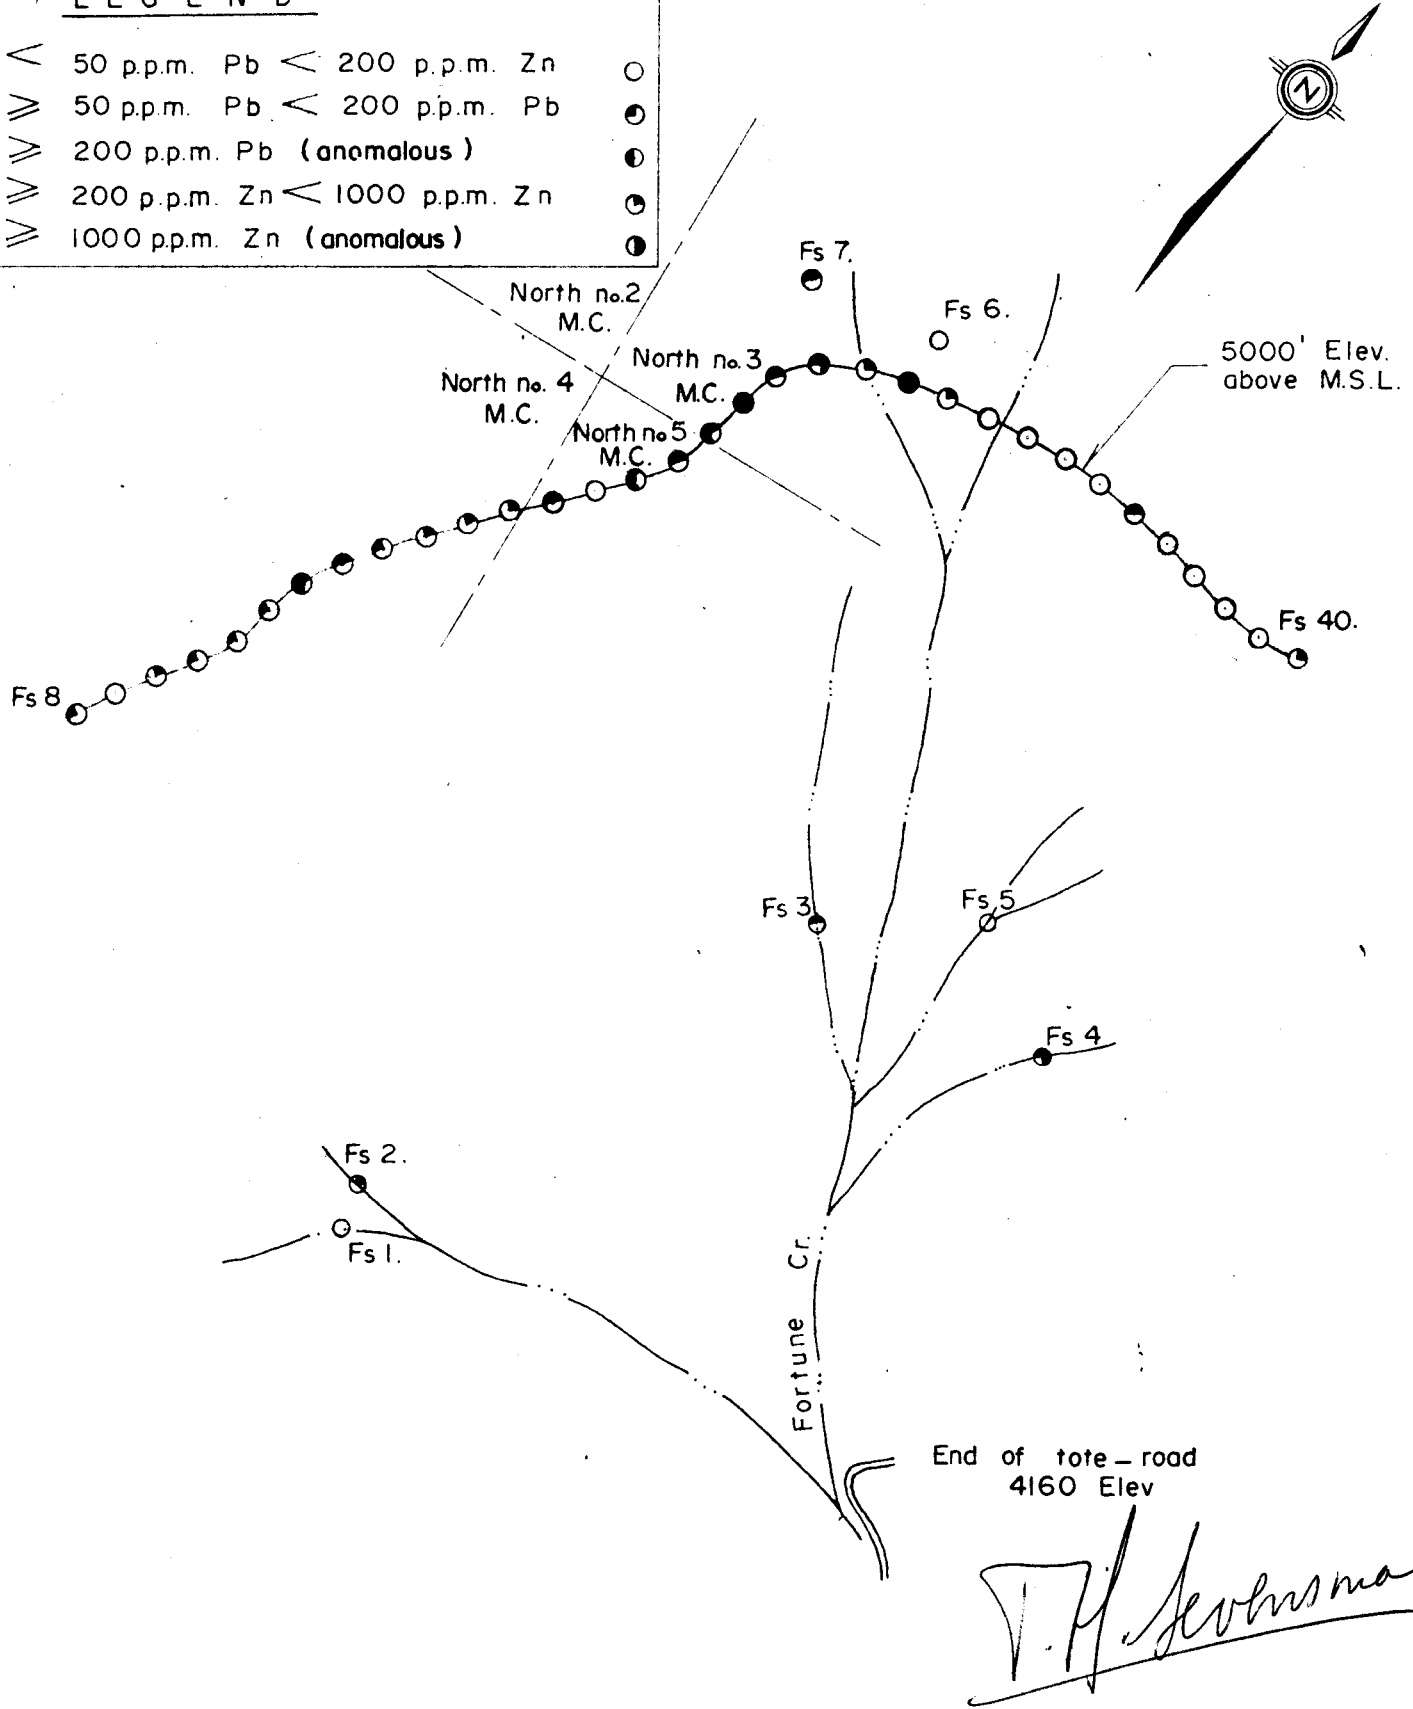 LEGEND
< 50 p.p.m. Pb < 200 p.p.m. Zn
≥ 50 p.p.m. Pb < 200 p.p.m. Pb
≥ 200 p.p.m. Pb (anomalous)
≥ 200 p.p.m. Zn < 1000 p.p.m. Zn
≥ 1000 p.p.m. Zn (anomalous)
N
Fs 7.
North no.2
M.C.
Fs 6.
5000' Elev.
above M.S.L.
North no.3
M.C.
North no. 4
M.C.
North no 5
M.C.
Fs 40.
Fs 8
Fs 3
Fs 5
Fs 4
Fs 2.
Fs 1.
Fortune Cr.
End of tote-road
4160 Elev
T. H.